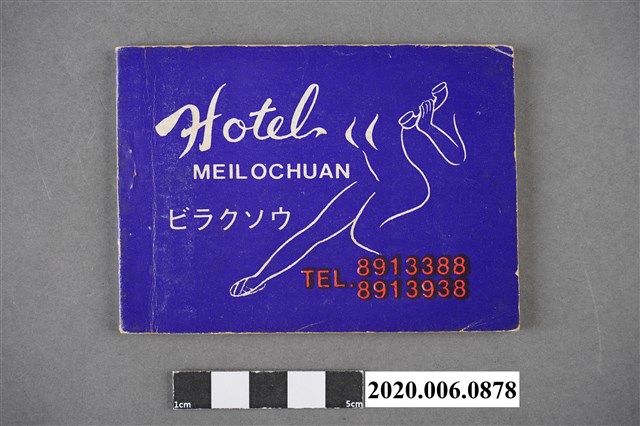 Hotel
MEILOCHUAN
ビラクソウ
TEL. 8913388
8913938
1cm 5cm
2020.006.0878